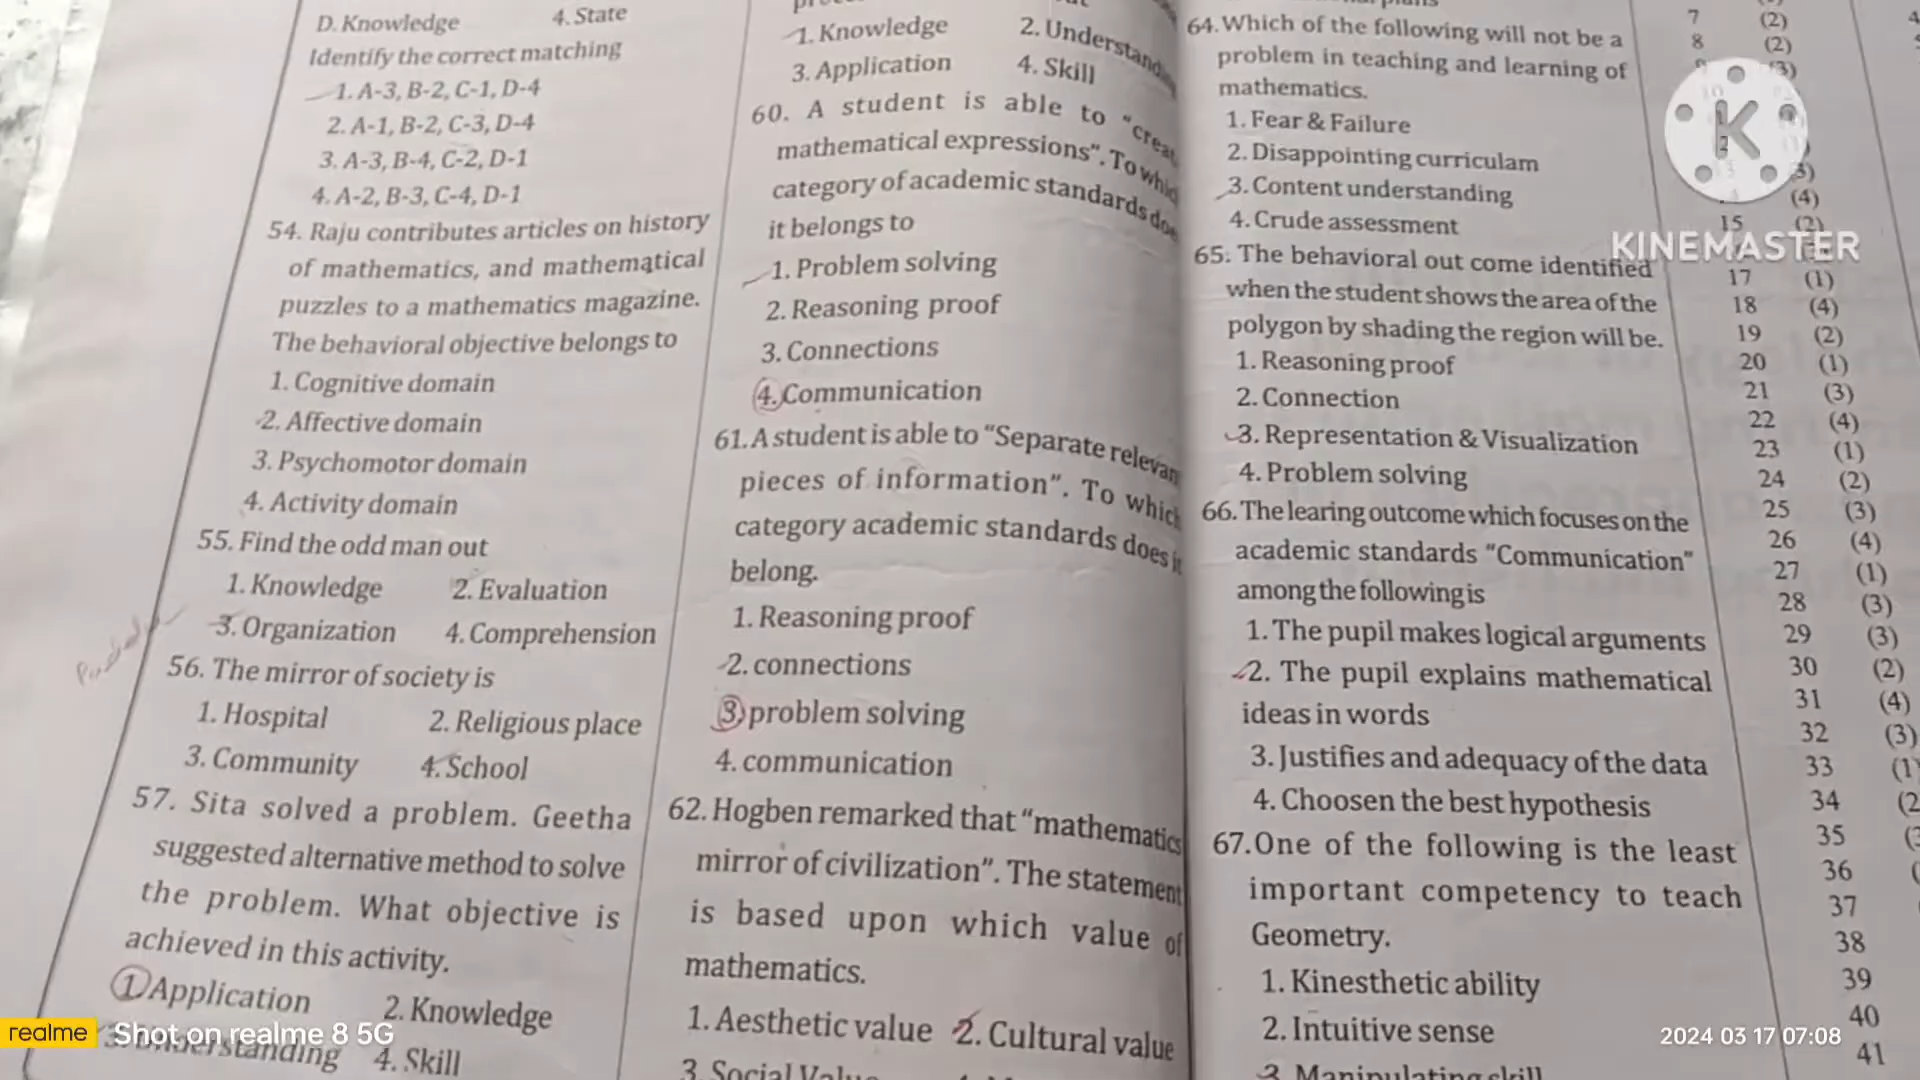 D. Knowledge 4. State
Identify the correct matching
1. A-3, B-2, C-1, D-4
2. A-1, B-2, C-3, D-4
3. A-3, B-4, C-2, D-1
4. A-2, B-3, C-4, D-1
54. Raju contributes articles on history
of mathematics, and mathematical
puzzles to a mathematics magazine.
The behavioral objective belongs to
1. Cognitive domain
2. Affective domain
3. Psychomotor domain
4. Activity domain
55. Find the odd man out
1. Knowledge 2. Evaluation
3. Organization 4. Comprehension
56. The mirror of society is
1. Hospital 2. Religious place
3. Community 4. School
57. Sita solved a problem. Geetha
suggested alternative method to solve
the problem. What objective is
achieved in this activity.
1 Application 2. Knowledge
3. Understanding 4. Skill
1. Knowledge 2. Understanding
3. Application 4. Skill
60. A student is able to "creat
mathematical expressions". To which
category of academic standards does
it belongs to
1. Problem solving
2. Reasoning proof
3. Connections
4. Communication
61. A student is able to "Separate relevan
pieces of information". To which
category academic standards does it
belong.
1. Reasoning proof
2. connections
3 problem solving
4. communication
62. Hogben remarked that "mathematics
mirror of civilization". The statement
is based upon which value of
mathematics.
1. Aesthetic value 2. Cultural value
3. Social Value
64. Which of the following will not be a
problem in teaching and learning of
mathematics.
1. Fear & Failure
2. Disappointing curriculam
3. Content understanding
4. Crude assessment
65. The behavioral out come identified
when the student shows the area of the
polygon by shading the region will be.
1. Reasoning proof
2. Connection
3. Representation & Visualization
4. Problem solving
66. The learing outcome which focuses on the
academic standards "Communication"
among the following is
1. The pupil makes logical arguments
2. The pupil explains mathematical
ideas in words
3. Justifies and adequacy of the data
4. Choosen the best hypothesis
67. One of the following is the least
important competency to teach
Geometry.
1. Kinesthetic ability
2. Intuitive sense
3. Manipulating skill
7 (2)
8 (2)
(3)
(3)
(4)
15 (2)
17 (1)
18 (4)
19 (2)
20 (1)
21 (3)
22 (4)
23 (1)
24 (2)
25 (3)
26 (4)
27 (1)
28 (3)
29 (3)
30 (2)
31 (4)
32 (3)
33 (1)
34 (2
35
36
37
38
39
40
41
K
KINEMASTER
realme Shot on realme 8 5G
2024 03 17 07:08